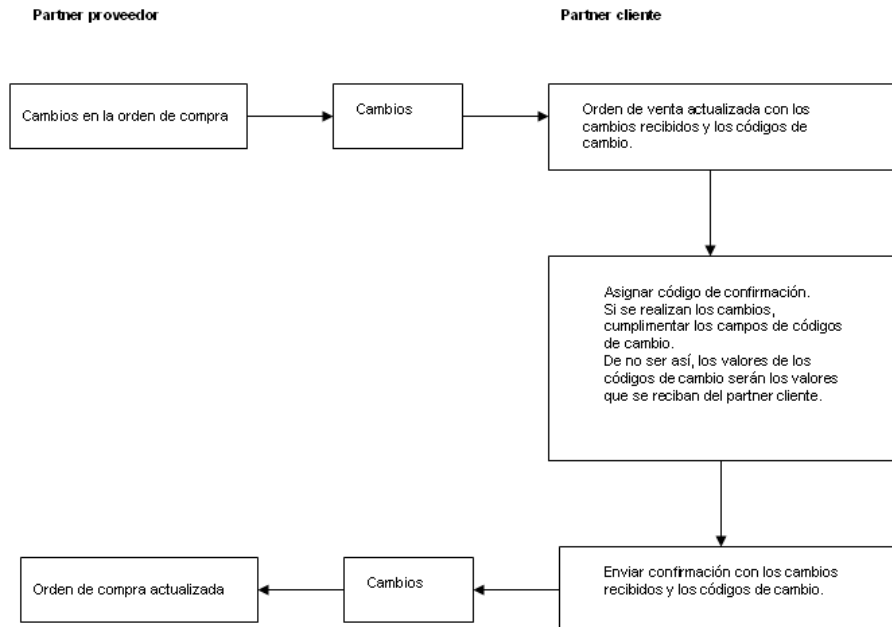 Partner proveedor
Partner cliente
Cambios en la orden de compra
Cambios
Orden de venta actualizada con los
cambios recibidos y los códigos de
cambio.
Asignar código de confirmación.
Si se realizan los cambios,
cumplimentar los campos de códigos
de cambio.
De no ser así, los valores de los
códigos de cambio serán los valores
que se reciban del partner cliente.
Orden de compra actualizada
Cambios
Enviar confirmación con los cambios
recibidos y los códigos de cambio.